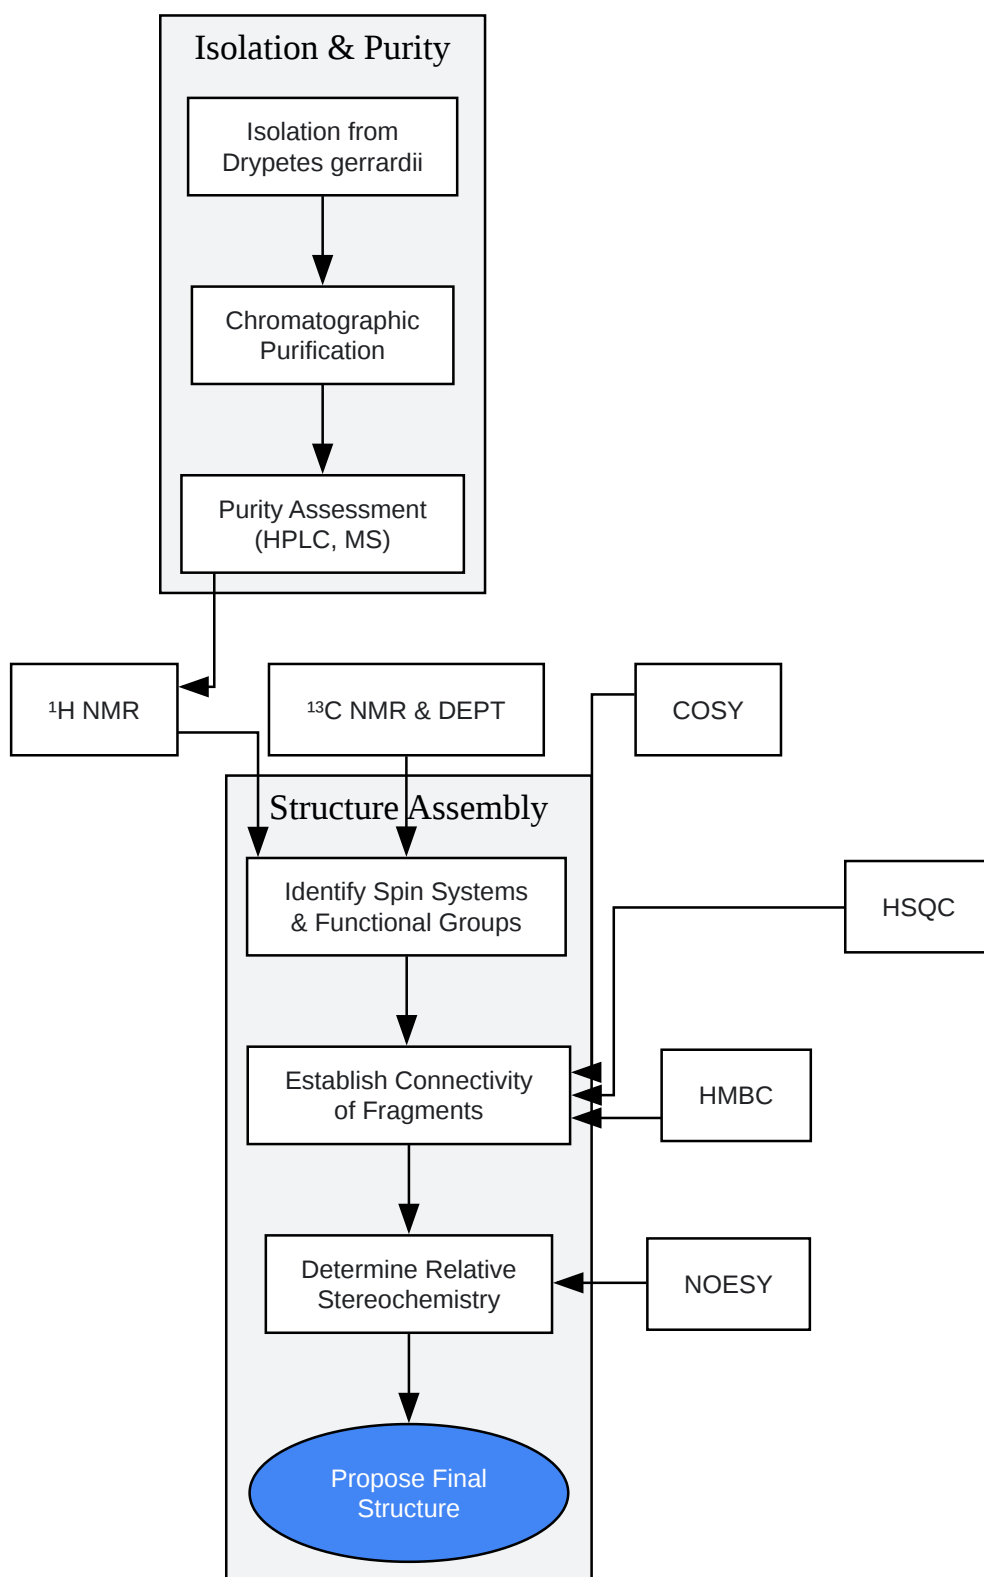 Isolation & Purity
Isolation from
Drypetes gerrardii
Chromatographic
Purification
Purity Assessment
(HPLC, MS)
¹H NMR
¹³C NMR & DEPT
COSY
Structure Assembly
Identify Spin Systems
& Functional Groups
HSQC
Establish Connectivity
of Fragments
HMBC
Determine Relative
Stereochemistry
NOESY
Propose Final
Structure